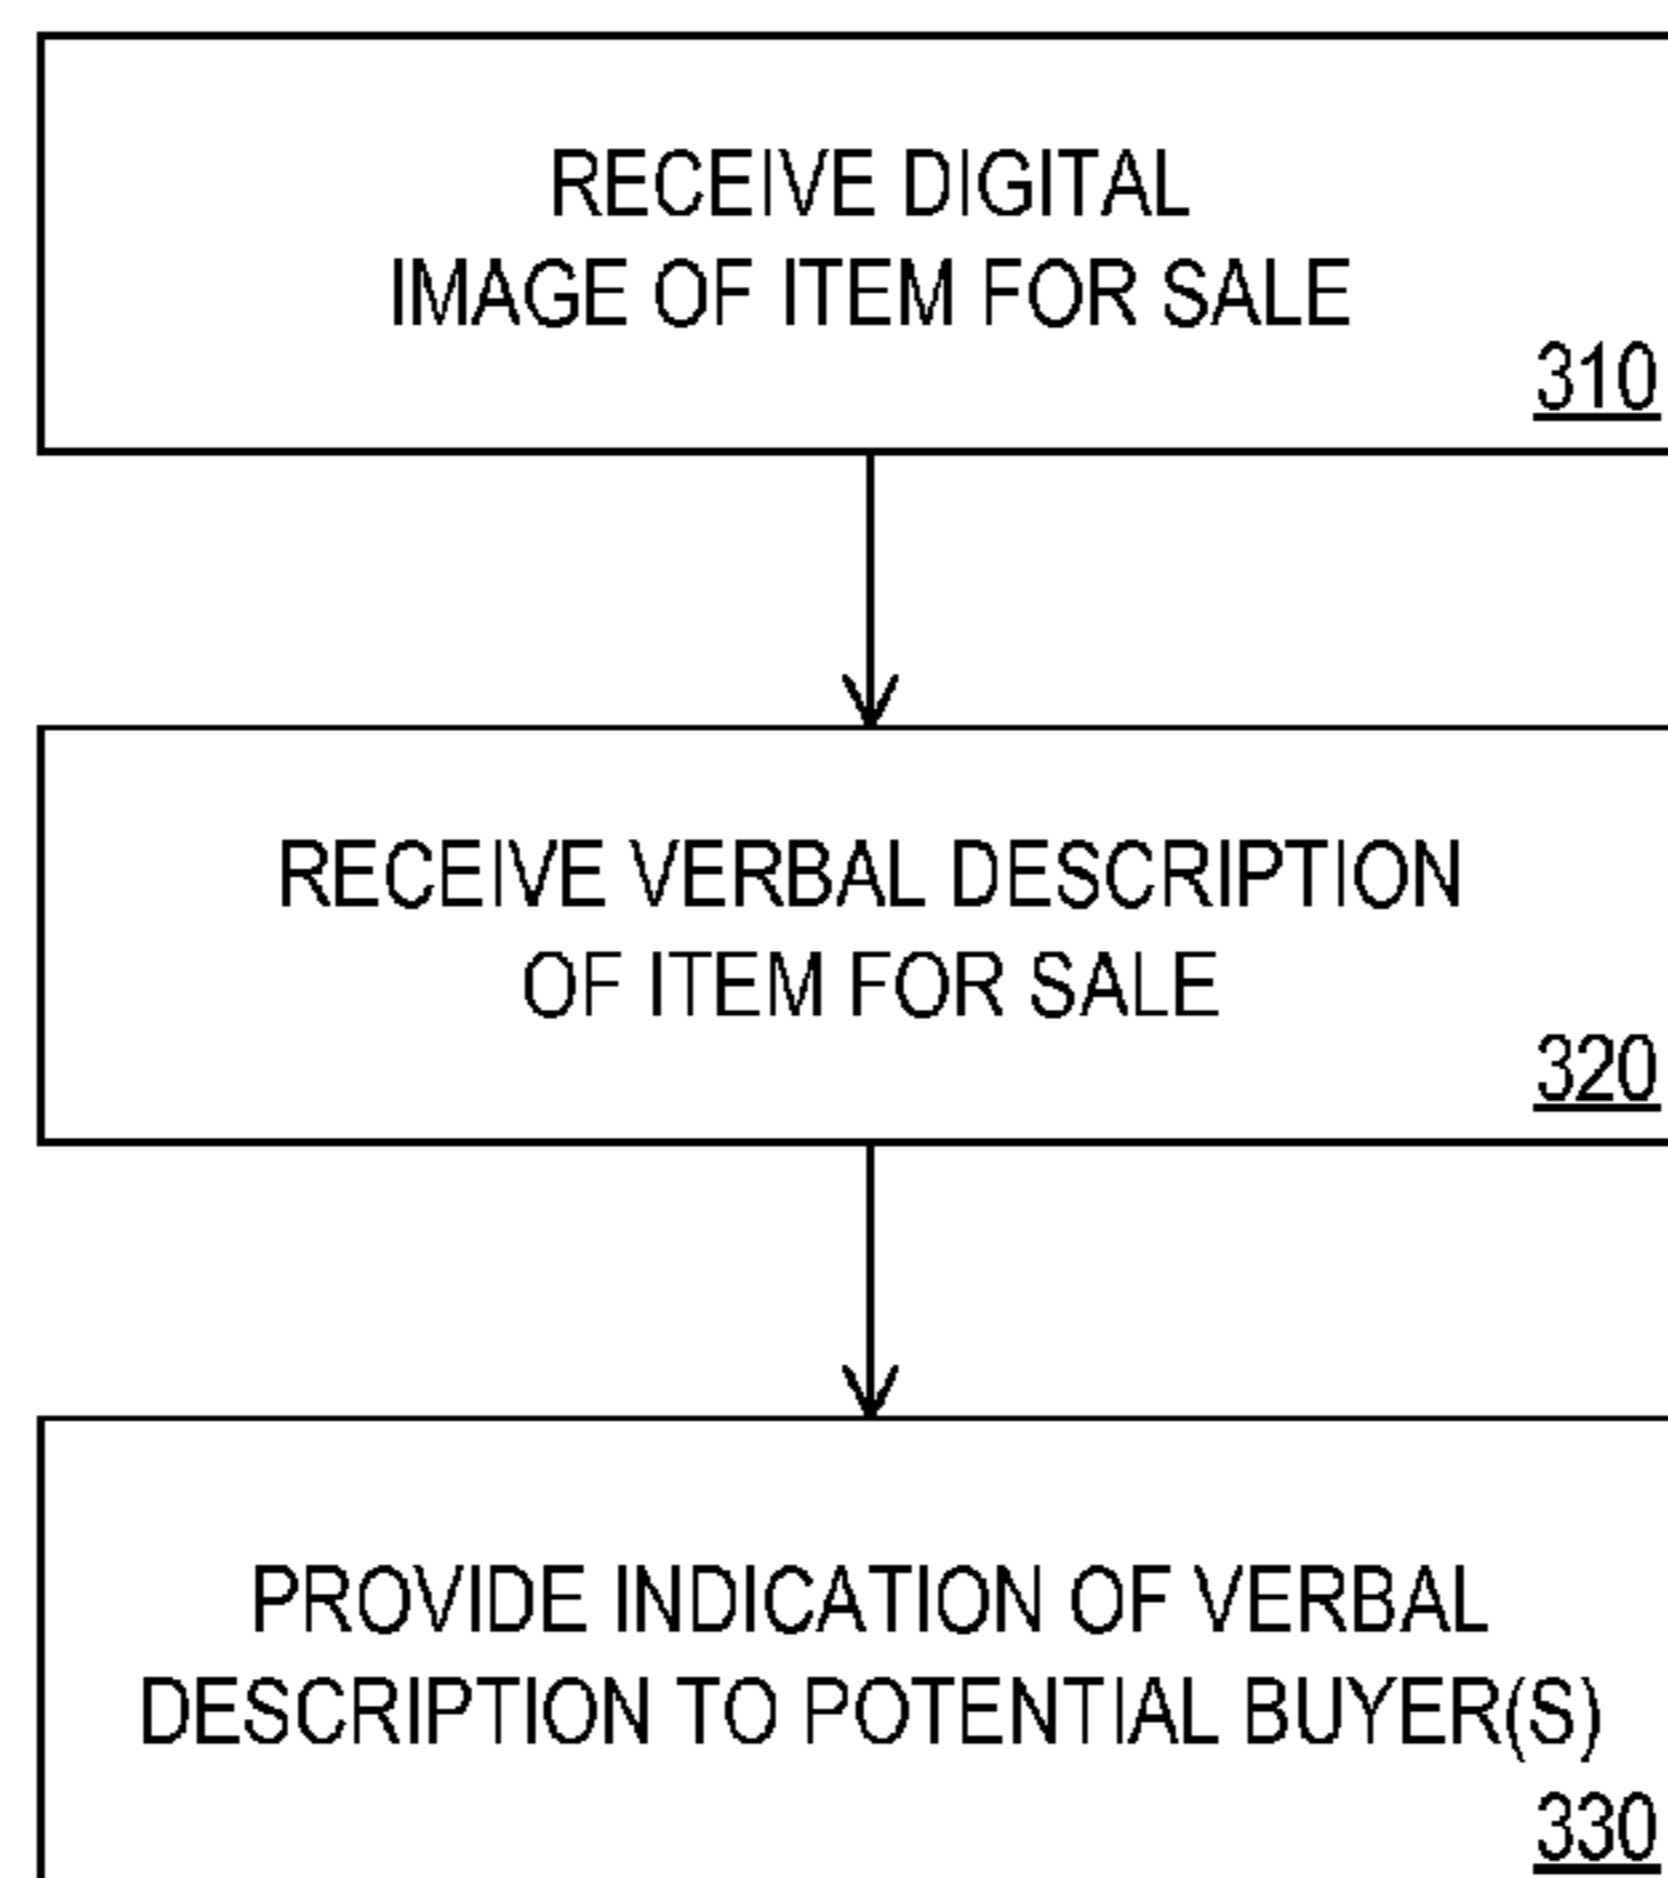 RECEIVE DIGITAL
IMAGE OF ITEM FOR SALE
310
RECEIVE VERBAL DESCRIPTION
OF ITEM FOR SALE
320
PROVIDE INDICATION OF VERBAL
DESCRIPTION TO POTENTIAL BUYER(S)
330